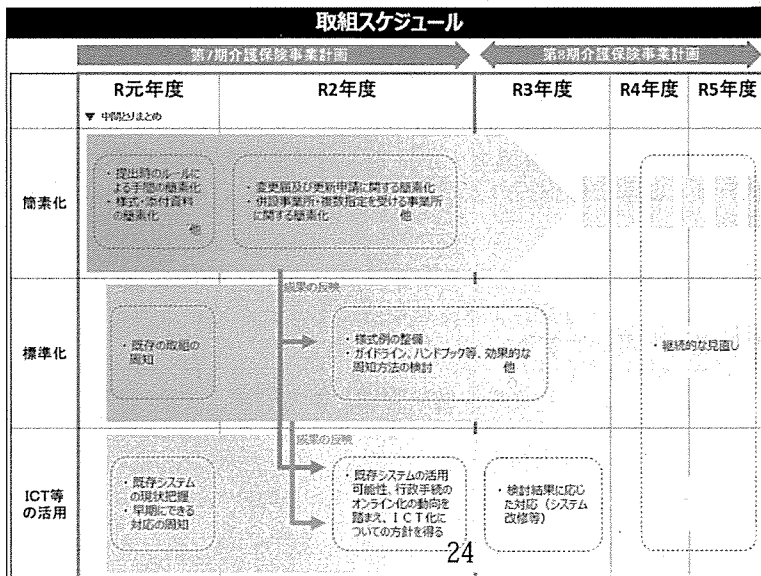 取組スケジュール
第7期介護保険事業計画
第8期介護保険事業計画
R元年度
R2年度
R3年度
R4年度
R5年度
▼ 中間とりまとめ
簡素化
・提出時のルールに
よる手間の簡素化
・様式・添付資料
の簡素化
他
・変更届及び更新申請に関する簡素化
・併設事業所・複数指定を受ける事業所
に関する簡素化 他
成果の反映
標準化
・既存の取組の
周知
・様式例の整備
・ガイドライン、ハンドブック等、効果的な
周知方法の検討 他
・継続的な見直し
成果の反映
ICT等
の活用
・既存システム
の現状把握
・早期にできる
対応の周知
・既存システムの活用
可能性、行政手続の
オンライン化の動向を
踏まえ、ICT化に
ついての方針を得る
・検討結果に応じ
た対応(システム
改修等)
24